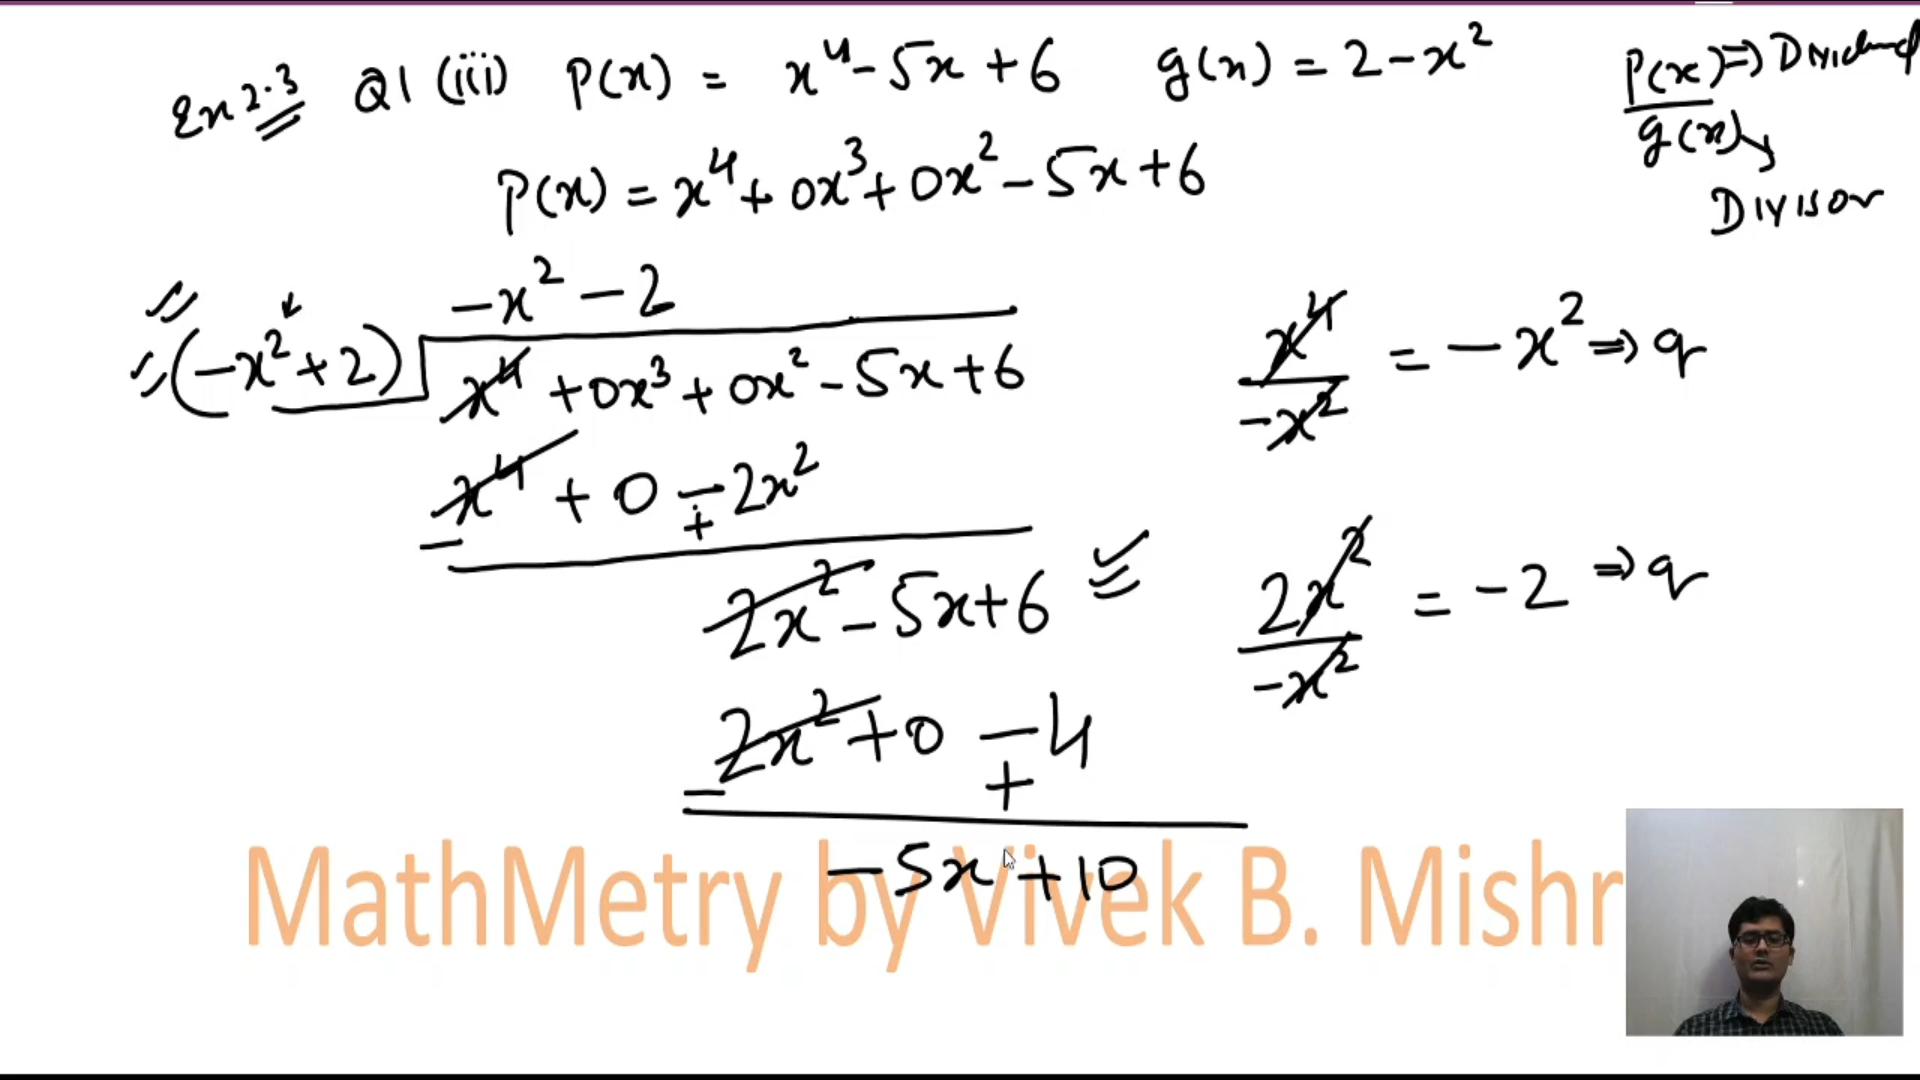 Ex 2.3 Q1 (iii) P(x) = x⁴ - 5x + 6 g(x) = 2 - x²
P(x) ⇒ Dividend
g(x) ↘
Divisor
P(x) = x⁴ + 0x³ + 0x² - 5x + 6
-x² - 2
(-x² + 2) x⁴ + 0x³ + 0x² - 5x + 6
x⁴ + 0 - 2x²
- +
2x² - 5x + 6
2x² + 0 - 4
- +
-5x + 10
x⁴/-x² = -x² ⇒ q
2x²/-x² = -2 ⇒ q
MathMetry by Vivek B. Mishr